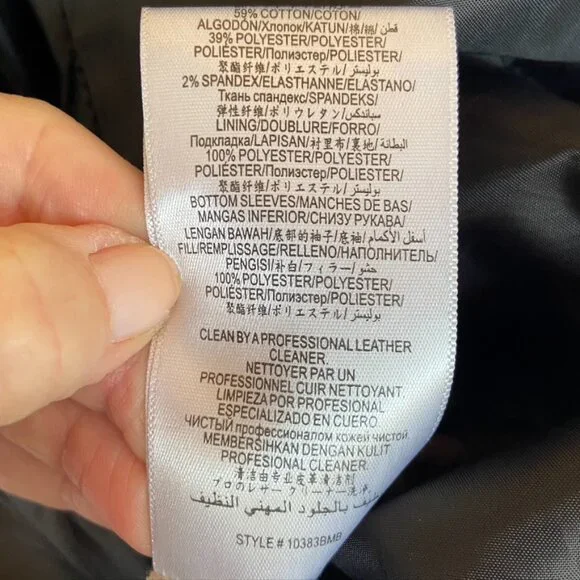 59% COTTON/COTON/
ALGODÓN/Хлопок/KATUN/棉/綿/قطن/
39% POLYESTER/POLYESTER/
POLIÉSTER/Полиэстер/POLIESTER/
聚酯纤维/ポリエステル/بوليستر/
2% SPANDEX/ELASTHANNE/ELASTANO/
Ткань спандекс/SPANDEKS/
弹性纤维/ポリウレタン/سباندكس/
LINING/DOUBLURE/FORRO/
Подкладка/LAPISAN/衬里布/裏地/البطانة/
100% POLYESTER/POLYESTER/
POLIÉSTER/Полиэстер/POLIESTER/
聚酯纤维/ポリエステル/بوليستر/
BOTTOM SLEEVES/MANCHES DE BAS/
MANGAS INFERIOR/СНИЗУ РУКАВА/
LENGAN BAWAH/底部的袖子/底袖/أسفل الأكمام/
FILL/REMPLISSAGE/RELLENO/НАПОЛНИТЕЛЬ/
PENGISI/补白/フィラー/حشو/
100% POLYESTER/POLYESTER/
POLIÉSTER/Полиэстер/POLIESTER/
聚酯纤维/ポリエステル/بوليستر/
CLEAN BY A PROFESSIONAL LEATHER
CLEANER.
NETTOYER PAR UN
PROFESSIONNEL CUIR NETTOYANT.
LIMPIEZA POR PROFESIONAL
ESPECIALIZADO EN CUERO
чистый профессионалом кожей чистой.
MEMBERSIHKAN DENGAN KULIT
PROFESIONAL CLEANER.
清洁由专业皮革清洁剂
プロのレザー クリーナー洗浄
بالجلود المهني النظيف
STYLE # 10383BMB